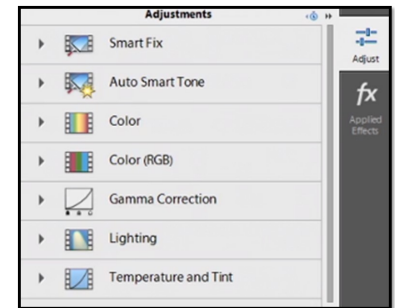 Adjustments
Smart Fix
Auto Smart Tone
Color
Color (RGB)
Gamma Correction
Lighting
Temperature and Tint
Adjust
fx
Applied
Effects